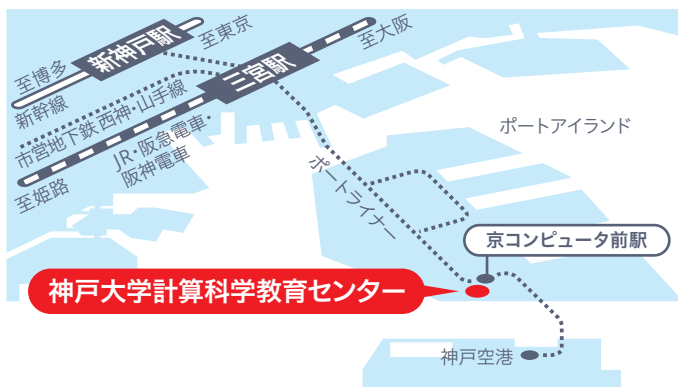 新神戸駅
至東京
至大阪
至博多
三宮駅
新幹線
市営地下鉄 西神・山手線
JR・阪急電車・
阪神電車
至姫路
ポートアイランド
ポートライナー
京コンピュータ前駅
神戸大学計算科学教育センター
神戸空港